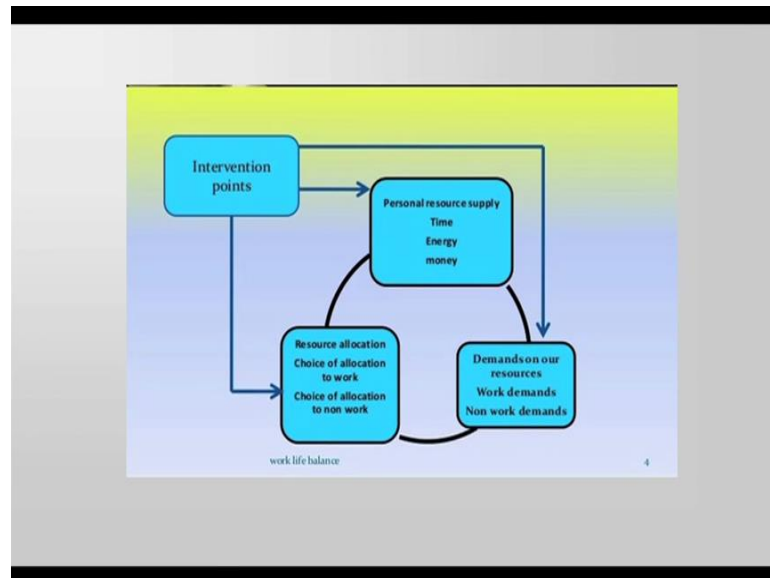 Intervention
points
Personal resource supply
Time
Energy
money
Resource allocation
Choice of allocation
to work
Choice of allocation
to non work
Demands on our
resources
Work demands
Non work demands
work life balance
4